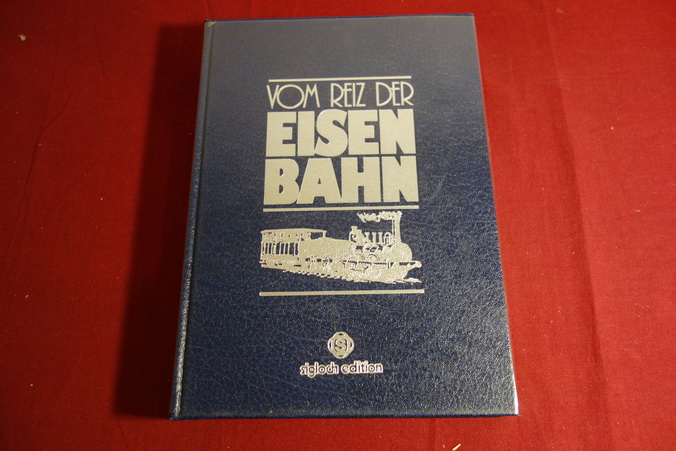 VOM REIZ DER
EISEN
BAHN
S
sigloch edition